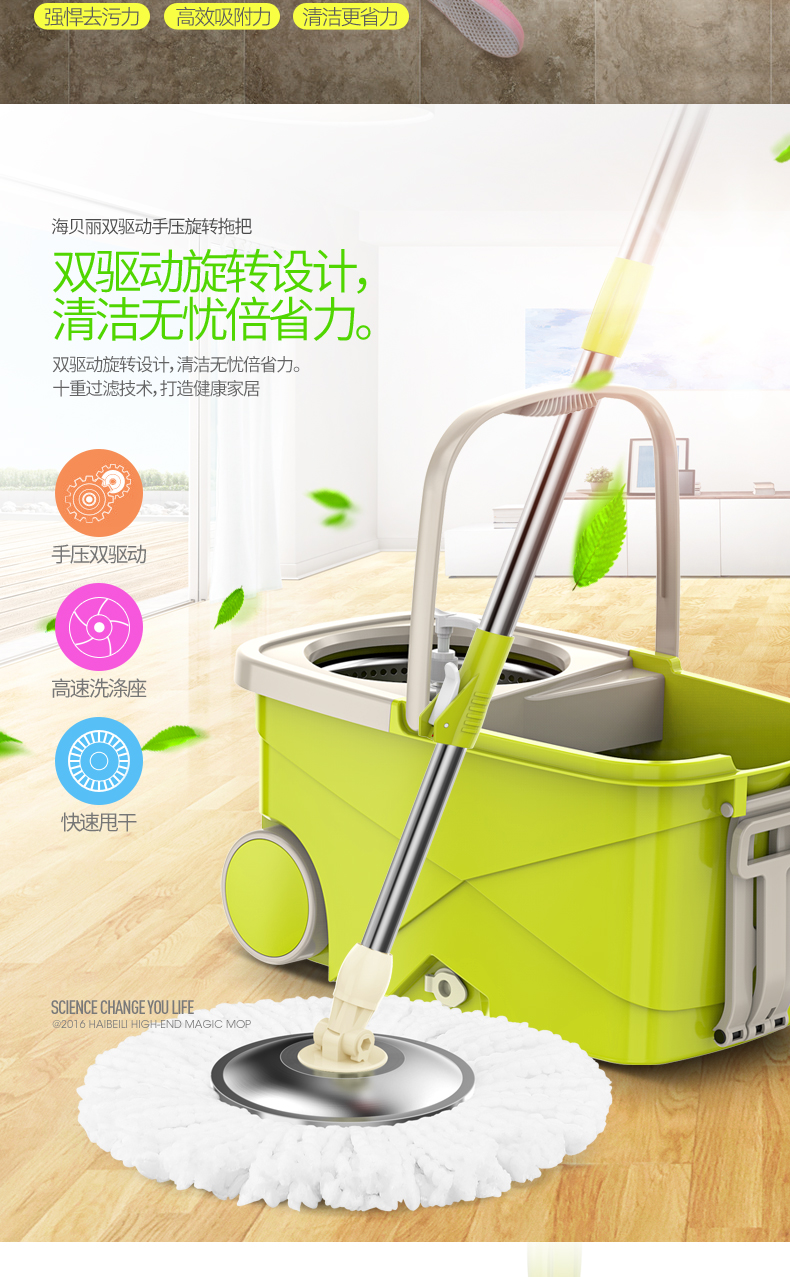 强悍去污力
高效吸附力
清洁更省力
海贝丽双驱动手压旋转拖把
双驱动旋转设计，
清洁无忧倍省力。
双驱动旋转设计，清洁无忧倍省力。
十重过滤技术，打造健康家居
手压双驱动
高速洗涤座
快速甩干
SCIENCE CHANGE YOU LIFE
©2016 HAIBEILI HIGH-END MAGIC MOP